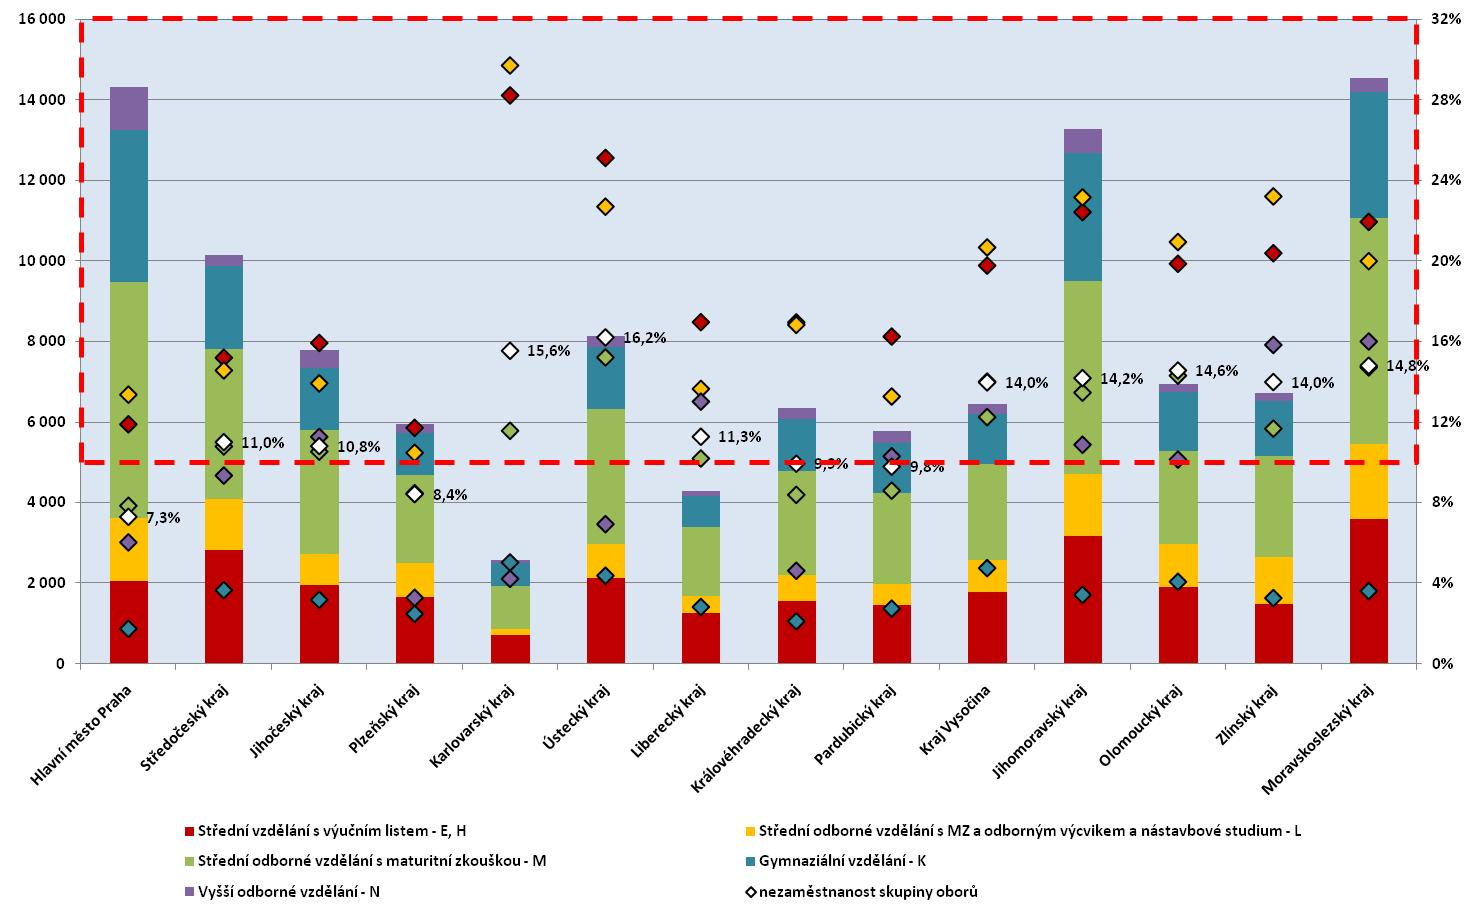 16 000
14 000
12 000
10 000
8 000
6 000
4 000
2 000
0
32%
28%
24%
20%
16%
12%
8%
4%
0%
7,3%
11,0%
10,8%
8,4%
15,6%
16,2%
11,3%
9,9%
9,8%
14,0%
14,2%
14,6%
14,0%
14,8%
Hlavní město Praha
Středočeský kraj
Jihočeský kraj
Plzeňský kraj
Karlovarský kraj
Ústecký kraj
Liberecký kraj
Královéhradecký kraj
Pardubický kraj
Kraj Vysočina
Jihomoravský kraj
Olomoucký kraj
Zlínský kraj
Moravskoslezský kraj
Střední vzdělání s výučním listem - E, H
Střední odborné vzdělání s MZ a odborným výcvikem a nástavbové studium - L
Střední odborné vzdělání s maturitní zkouškou - M
Gymnaziální vzdělání - K
Vyšší odborné vzdělání - N
nezaměstnanost skupiny oborů